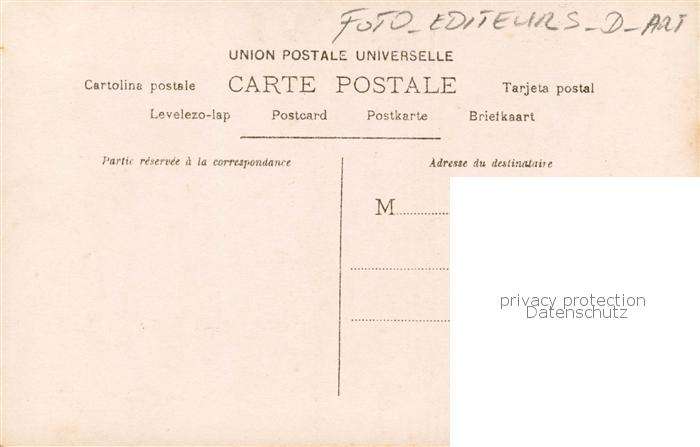 FOTO_EDITEURS_D_ART
UNION POSTALE UNIVERSELLE
Cartolina postale CARTE POSTALE Tarjeta postal
Levelezo-lap Postcard Postkarte Briefkaart
Partie réservée à la correspondance
Adresse du destinataire
M
privacy protection
Datenschutz